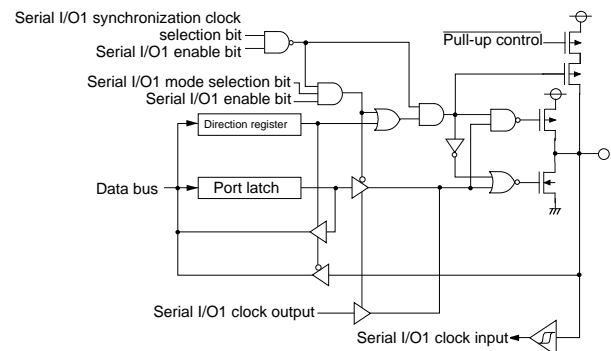 Serial I/O1 synchronization clock
selection bit
Serial I/O1 enable bit
Pull-up control
Serial I/O1 mode selection bit
Serial I/O1 enable bit
Direction register
Data bus
Port latch
Serial I/O1 clock output
Serial I/O1 clock input